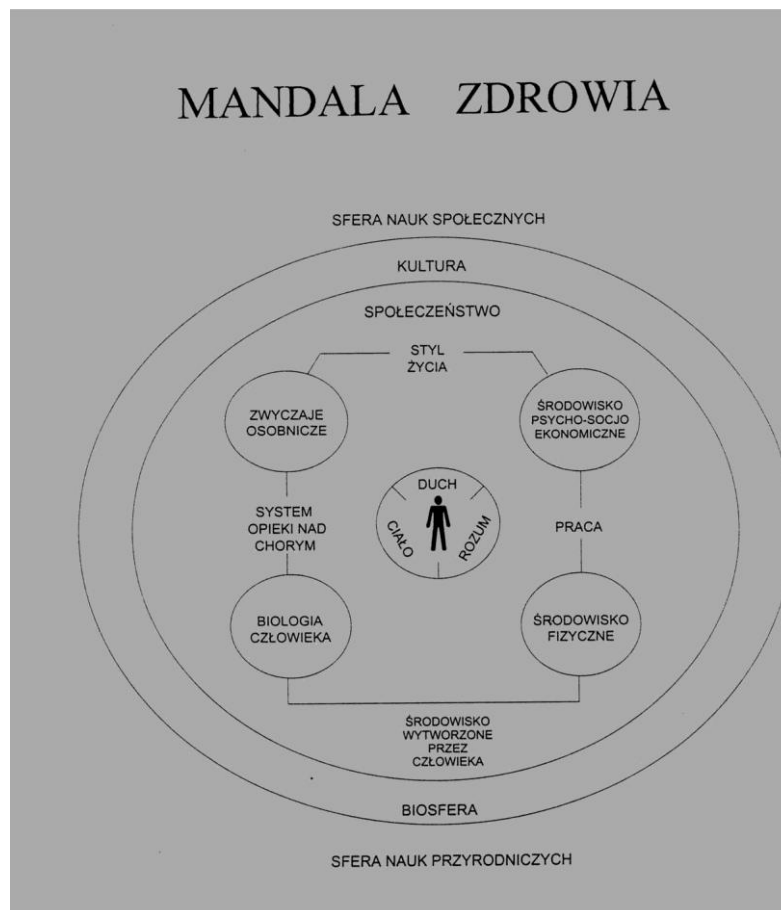 MANDALA ZDROWIA
SFERA NAUK SPOŁECZNYCH
KULTURA
SPOŁECZEŃSTWO
STYL
ŻYCIA
ZWYCZAJE
OSOBNICZE
ŚRODOWISKO
PSYCHO-SOCJO
EKONOMICZNE
DUCH
CIAŁO
ROZUM
SYSTEM
OPIEKI NAD
CHORYM
PRACA
BIOLOGIA
CZŁOWIEKA
ŚRODOWISKO
FIZYCZNE
ŚRODOWISKO
WYTWORZONE
PRZEZ
CZŁOWIEKA
BIOSFERA
SFERA NAUK PRZYRODNICZYCH